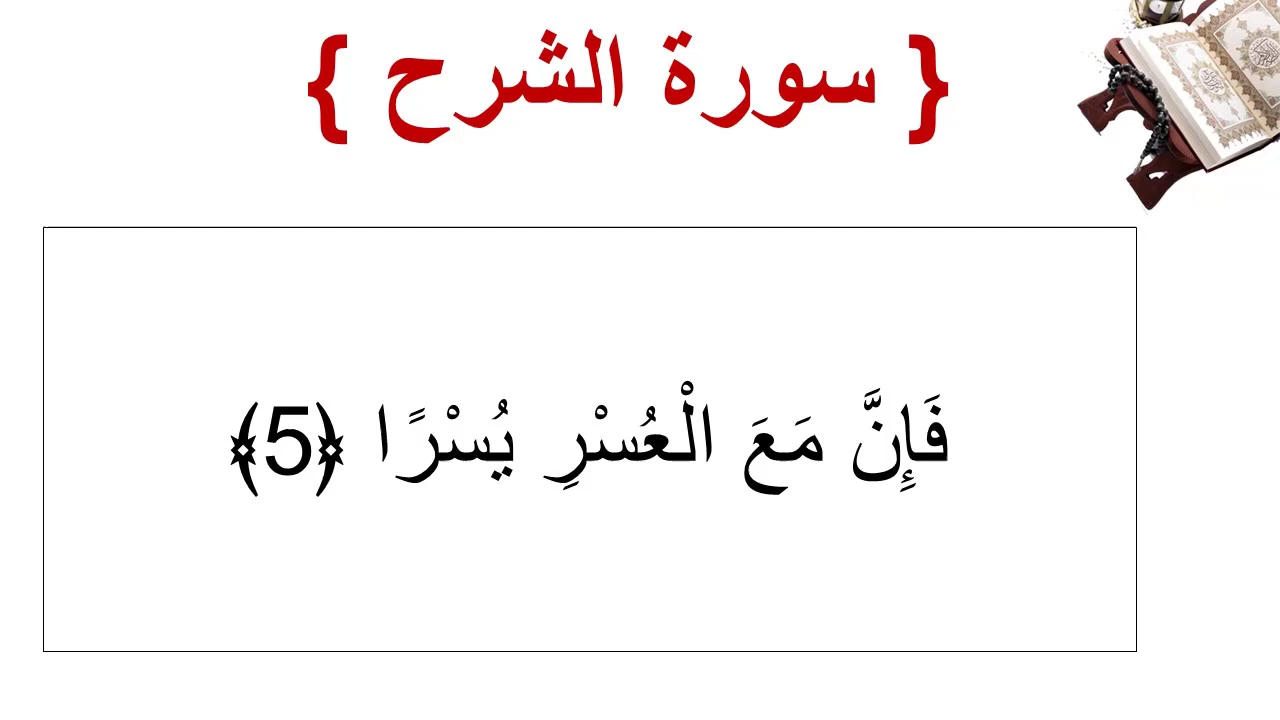 { سورة الشرح }
فَإِنَّ مَعَ الْعُسْرِ يُسْرًا ﴿5﴾